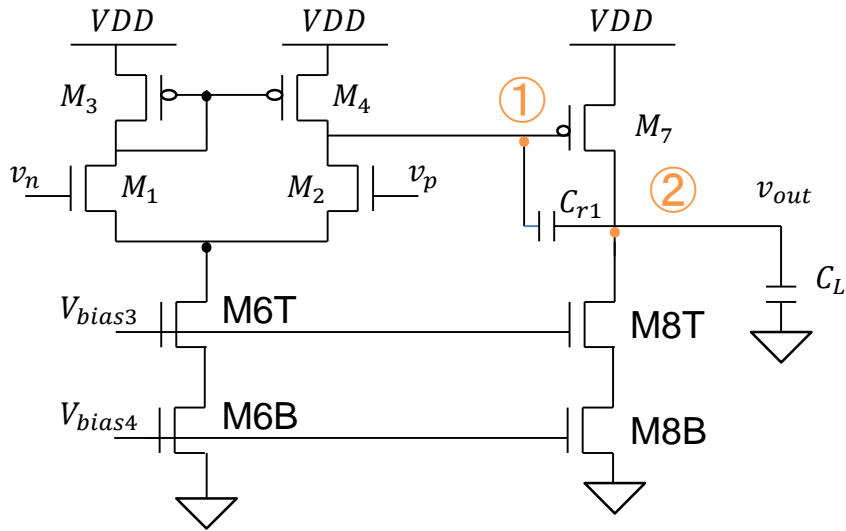 VDD VDD VDD
M3 M4 ① M7
vn M1 M2 vp Cr1 ② vout
CL
Vbias3 M6T M8T
Vbias4 M6B M8B